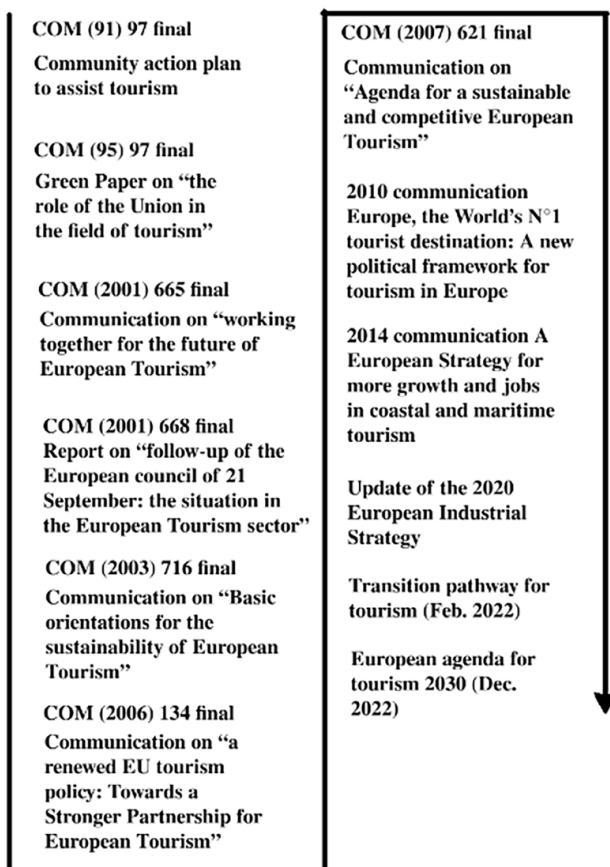 COM (91) 97 final
Community action plan
to assist tourism
COM (95) 97 final
Green Paper on “the
role of the Union in
the field of tourism”
COM (2001) 665 final
Communication on “working
together for the future of
European Tourism”
COM (2001) 668 final
Report on “follow-up of the
European council of 21
September: the situation in
the European Tourism sector”
COM (2003) 716 final
Communication on “Basic
orientations for the
sustainability of European
Tourism”
COM (2006) 134 final
Communication on “a
renewed EU tourism
policy: Towards a
Stronger Partnership for
European Tourism”
COM (2007) 621 final
Communication on
“Agenda for a sustainable
and competitive European
Tourism”
2010 communication
Europe, the World’s N°1
tourist destination: A new
political framework for
tourism in Europe
2014 communication A
European Strategy for
more growth and jobs
in coastal and maritime
tourism
Update of the 2020
European Industrial
Strategy
Transition pathway for
tourism (Feb. 2022)
European agenda for
tourism 2030 (Dec.
2022)